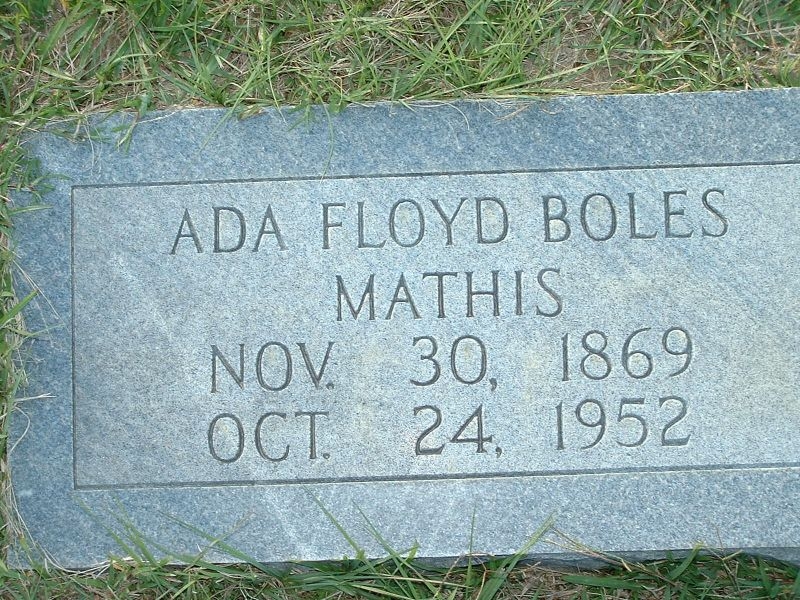 ADA FLOYD BOLES
MATHIS
NOV. 30, 1869
OCT. 24, 1952